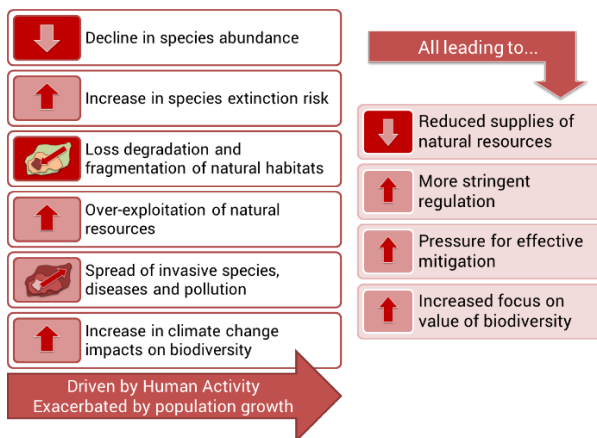 Decline in species abundance
Increase in species extinction risk
Loss degradation and
fragmentation of natural habitats
Over-exploitation of natural
resources
Spread of invasive species,
diseases and pollution
Increase in climate change
impacts on biodiversity
Driven by Human Activity
Exacerbated by population growth
All leading to...
Reduced supplies of
natural resources
More stringent
regulation
Pressure for effective
mitigation
Increased focus on
value of biodiversity